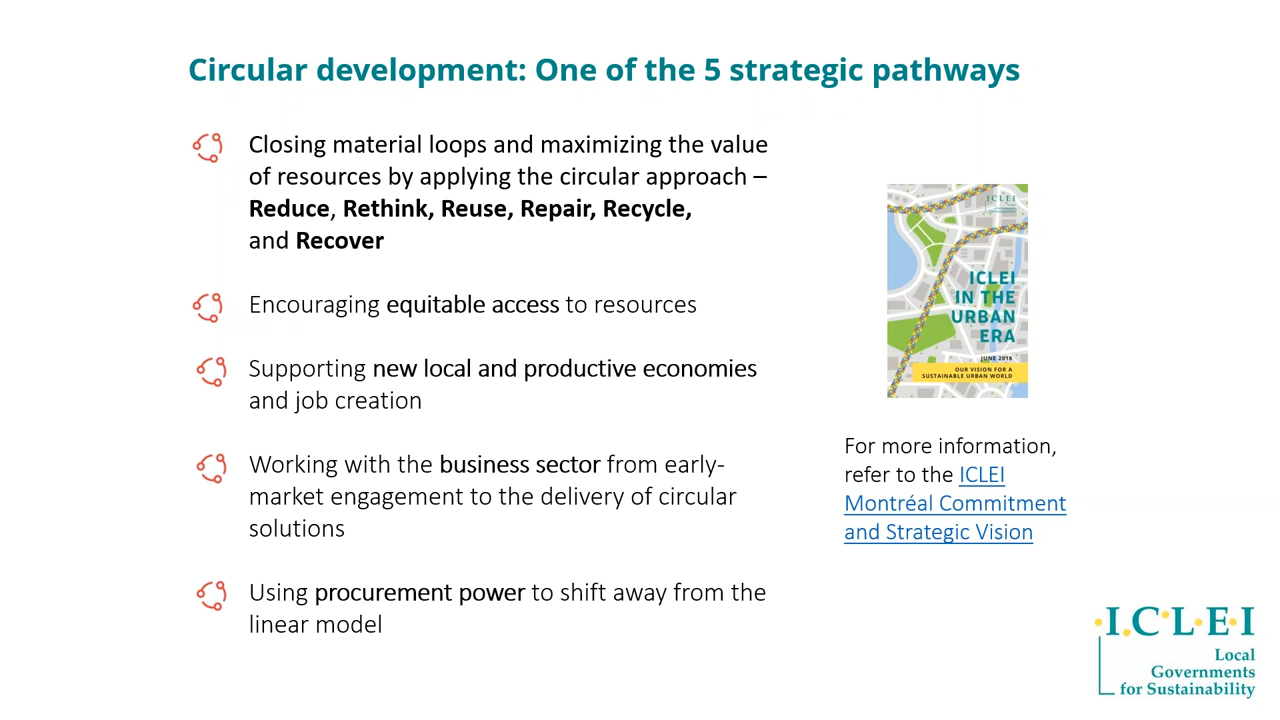 Circular development: One of the 5 strategic pathways
Closing material loops and maximizing the value
of resources by applying the circular approach –
Reduce, Rethink, Reuse, Repair, Recycle,
and Recover
Encouraging equitable access to resources
Supporting new local and productive economies
and job creation
Working with the business sector from early-
market engagement to the delivery of circular
solutions
Using procurement power to shift away from the
linear model
ICLEI
ICLEI
IN THE
URBAN
ERA
JUNE 2018
OUR VISION FOR A
SUSTAINABLE URBAN WORLD
For more information,
refer to the ICLEI
Montréal Commitment
and Strategic Vision
·I.C·L·E·I
Local
Governments
for Sustainability